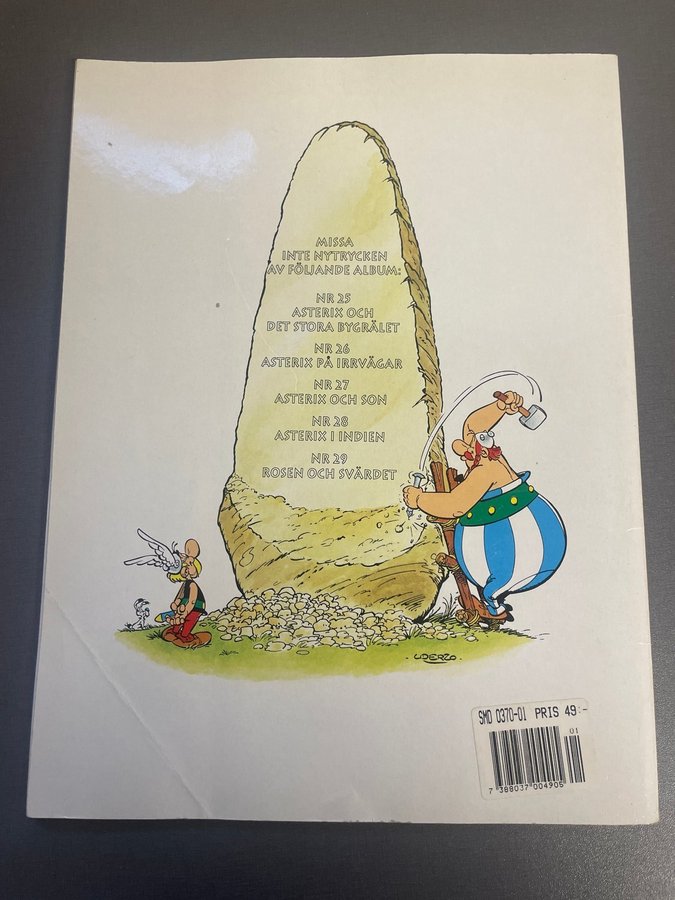 MISSA
INTE NYTRYCKEN
AV FÖLJANDE ALBUM:
NR 25
ASTERIX OCH
DET STORA BYGRÄLET
NR 26
ASTERIX PÅ IRRVÄGAR
NR 27
ASTERIX OCH SON
NR 28
ASTERIX I INDIEN
NR 29
ROSEN OCH SVÄRDET
·UDERZO·
SMD 0370-01 PRIS 49:-
01
7 388037 004906